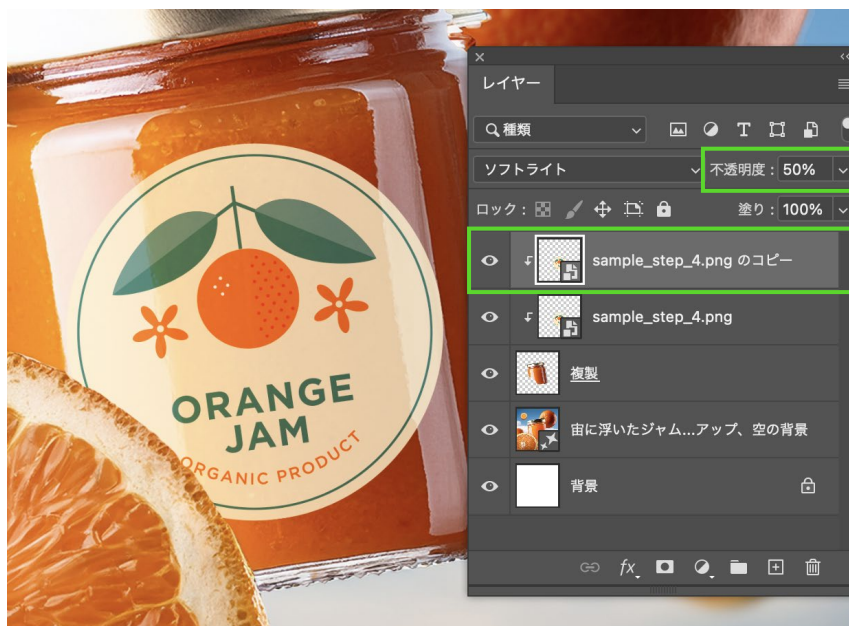 レイヤー
種類
ソフトライト
不透明度 : 50%
ロック :
塗り : 100%
sample_step_4.png のコピー
sample_step_4.png
複製
宙に浮いたジャム...アップ、空の背景
背景
fx
ORANGE
JAM
ORGANIC PRODUCT